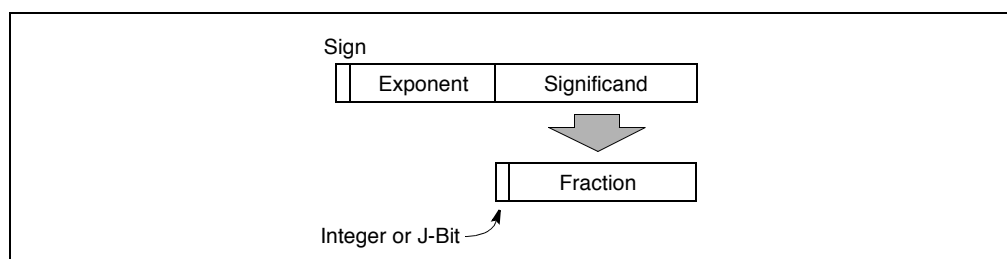 Sign
Exponent Significand
Fraction
Integer or J-Bit